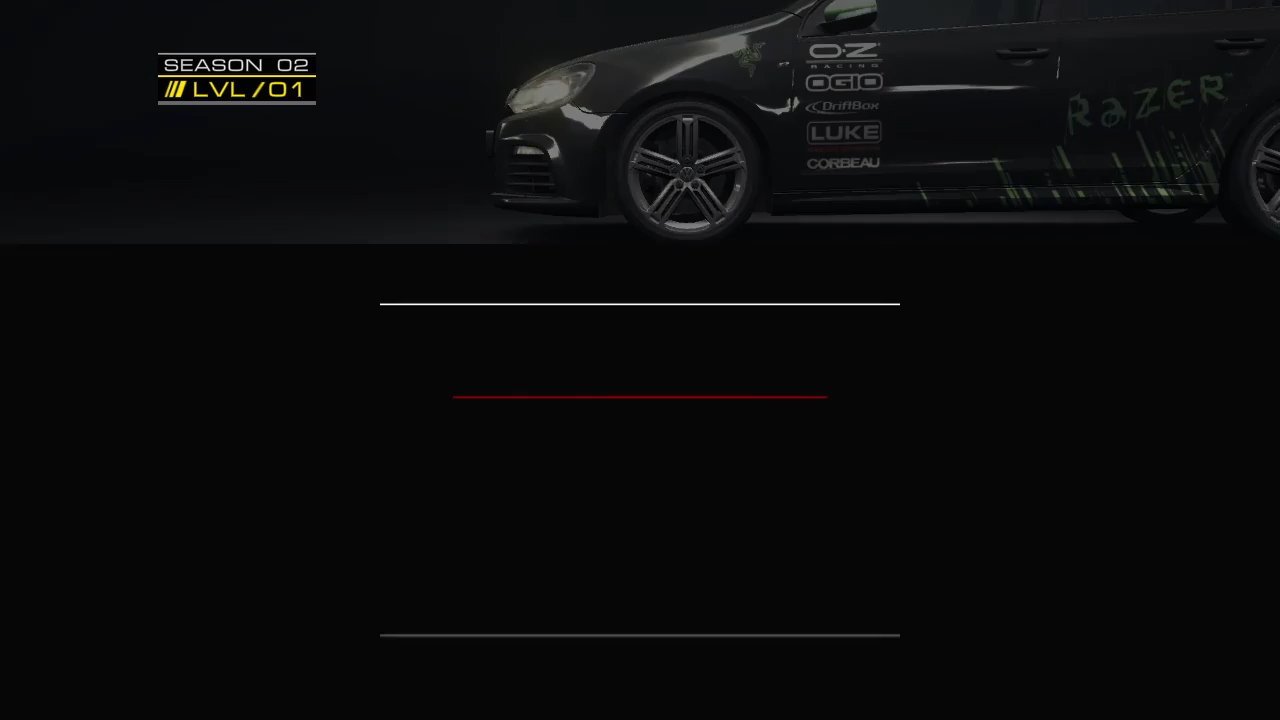 SEASON 02
LVL/01
O·Z
RACING
OGIO
DriftBox
LUKE
CORBEAU
RAZER